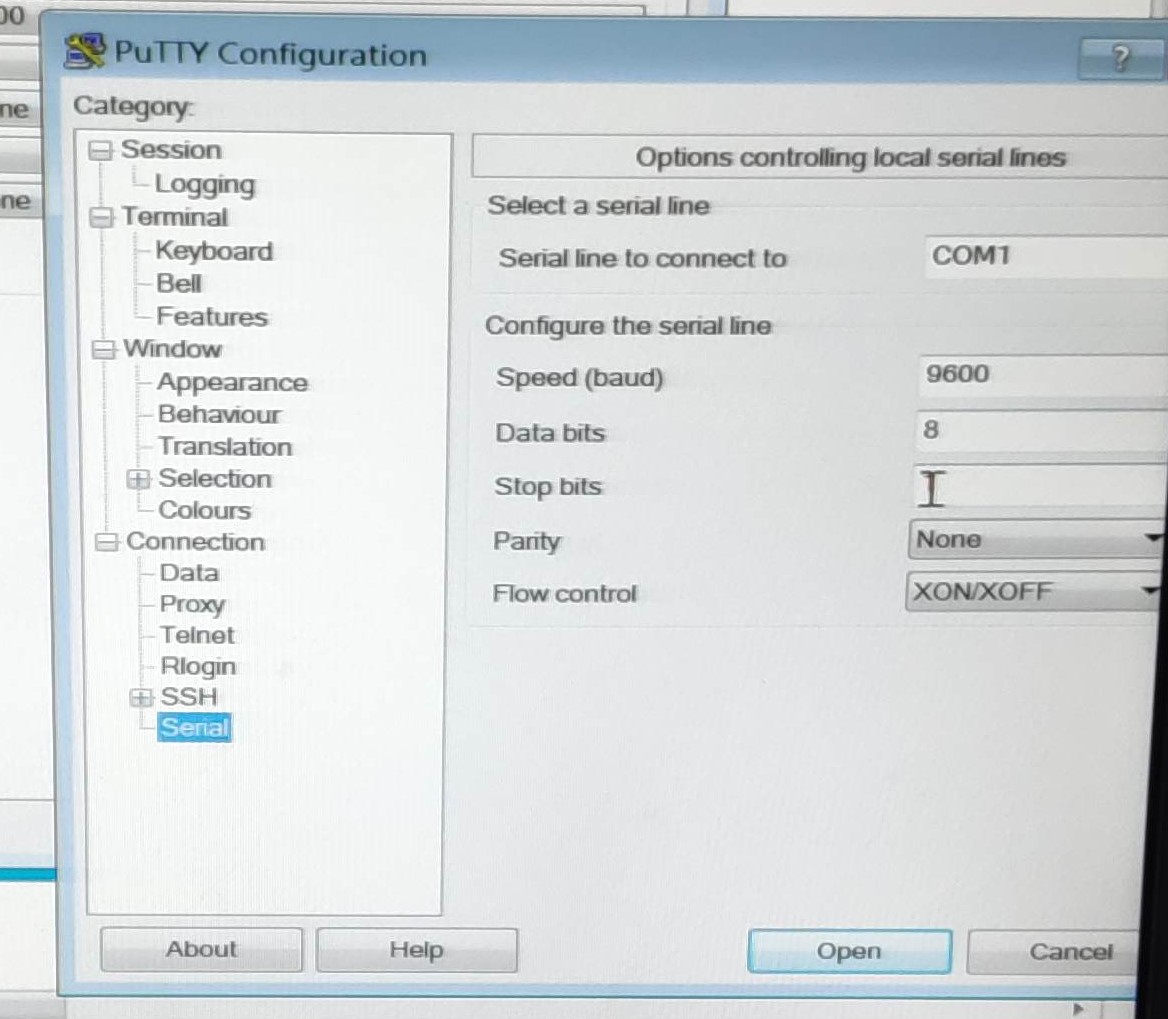 00
PuTTY Configuration
?
Category:
ne
ne
Session
Logging
Terminal
Keyboard
Bell
Features
Window
Appearance
Behaviour
Translation
Selection
Colours
Connection
Data
Proxy
Telnet
Rlogin
SSH
Serial
Options controlling local serial lines
Select a serial line
Serial line to connect to COM1
Configure the serial line
Speed (baud) 9600
Data bits 8
Stop bits
Parity None
Flow control XON/XOFF
About
Help
Open
Cancel